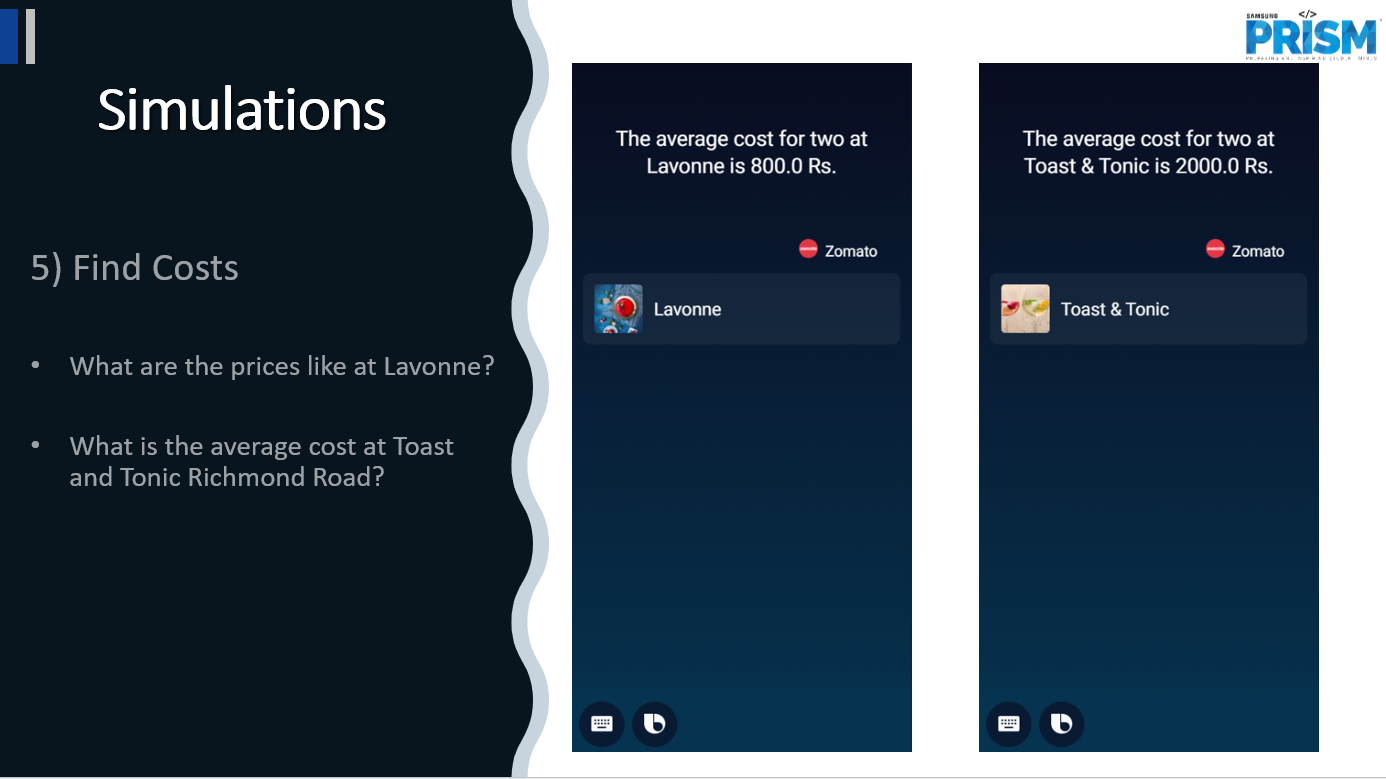 Simulations
5) Find Costs
• What are the prices like at Lavonne?
• What is the average cost at Toast
and Tonic Richmond Road?
SAMSUNG
</>
PRISM
The average cost for two at
Lavonne is 800.0 Rs.
Zomato
Lavonne
The average cost for two at
Toast & Tonic is 2000.0 Rs.
Zomato
Toast & Tonic